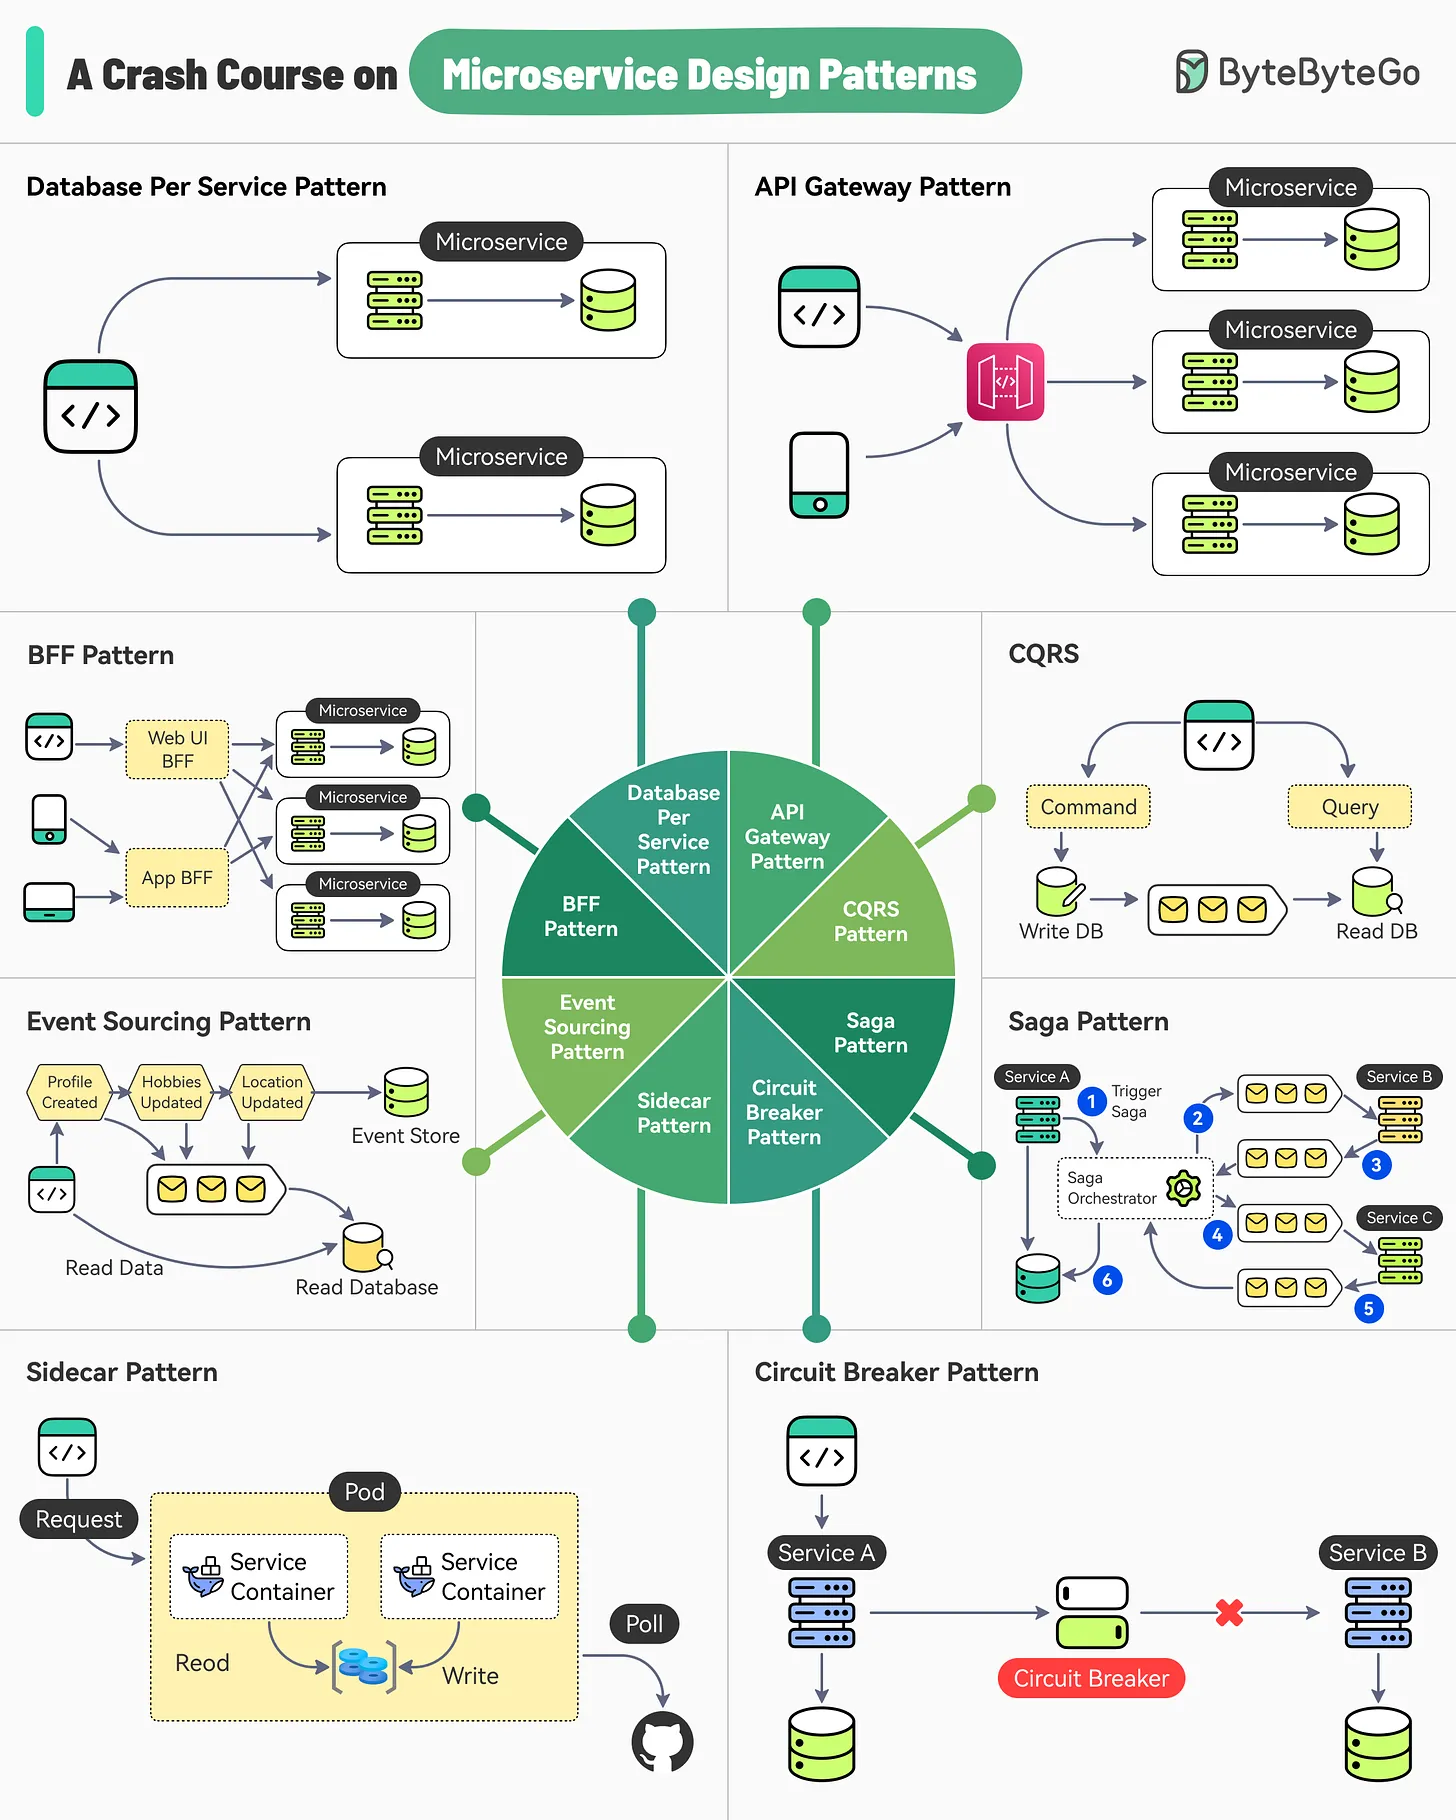 A Crash Course on Microservice Design Patterns
ByteByteGo
Database Per Service Pattern
Microservice
Microservice
API Gateway Pattern
Microservice
Microservice
Microservice
BFF Pattern
Web UI
BFF
App BFF
Microservice
Microservice
Microservice
Database
Per
Service
Pattern
API
Gateway
Pattern
BFF
Pattern
CQRS
Pattern
Event
Sourcing
Pattern
Saga
Pattern
Sidecar
Pattern
Circuit
Breaker
Pattern
CQRS
Command
Query
Write DB
Read DB
Event Sourcing Pattern
Profile
Created
Hobbies
Updated
Location
Updated
Event Store
Read Data
Read Database
Saga Pattern
Service A
1
Trigger
Saga
2
Service B
3
Saga
Orchestrator
4
Service C
5
6
Sidecar Pattern
Request
Pod
Service
Container
Service
Container
Reod
Write
Poll
Circuit Breaker Pattern
Service A
Service B
Circuit Breaker